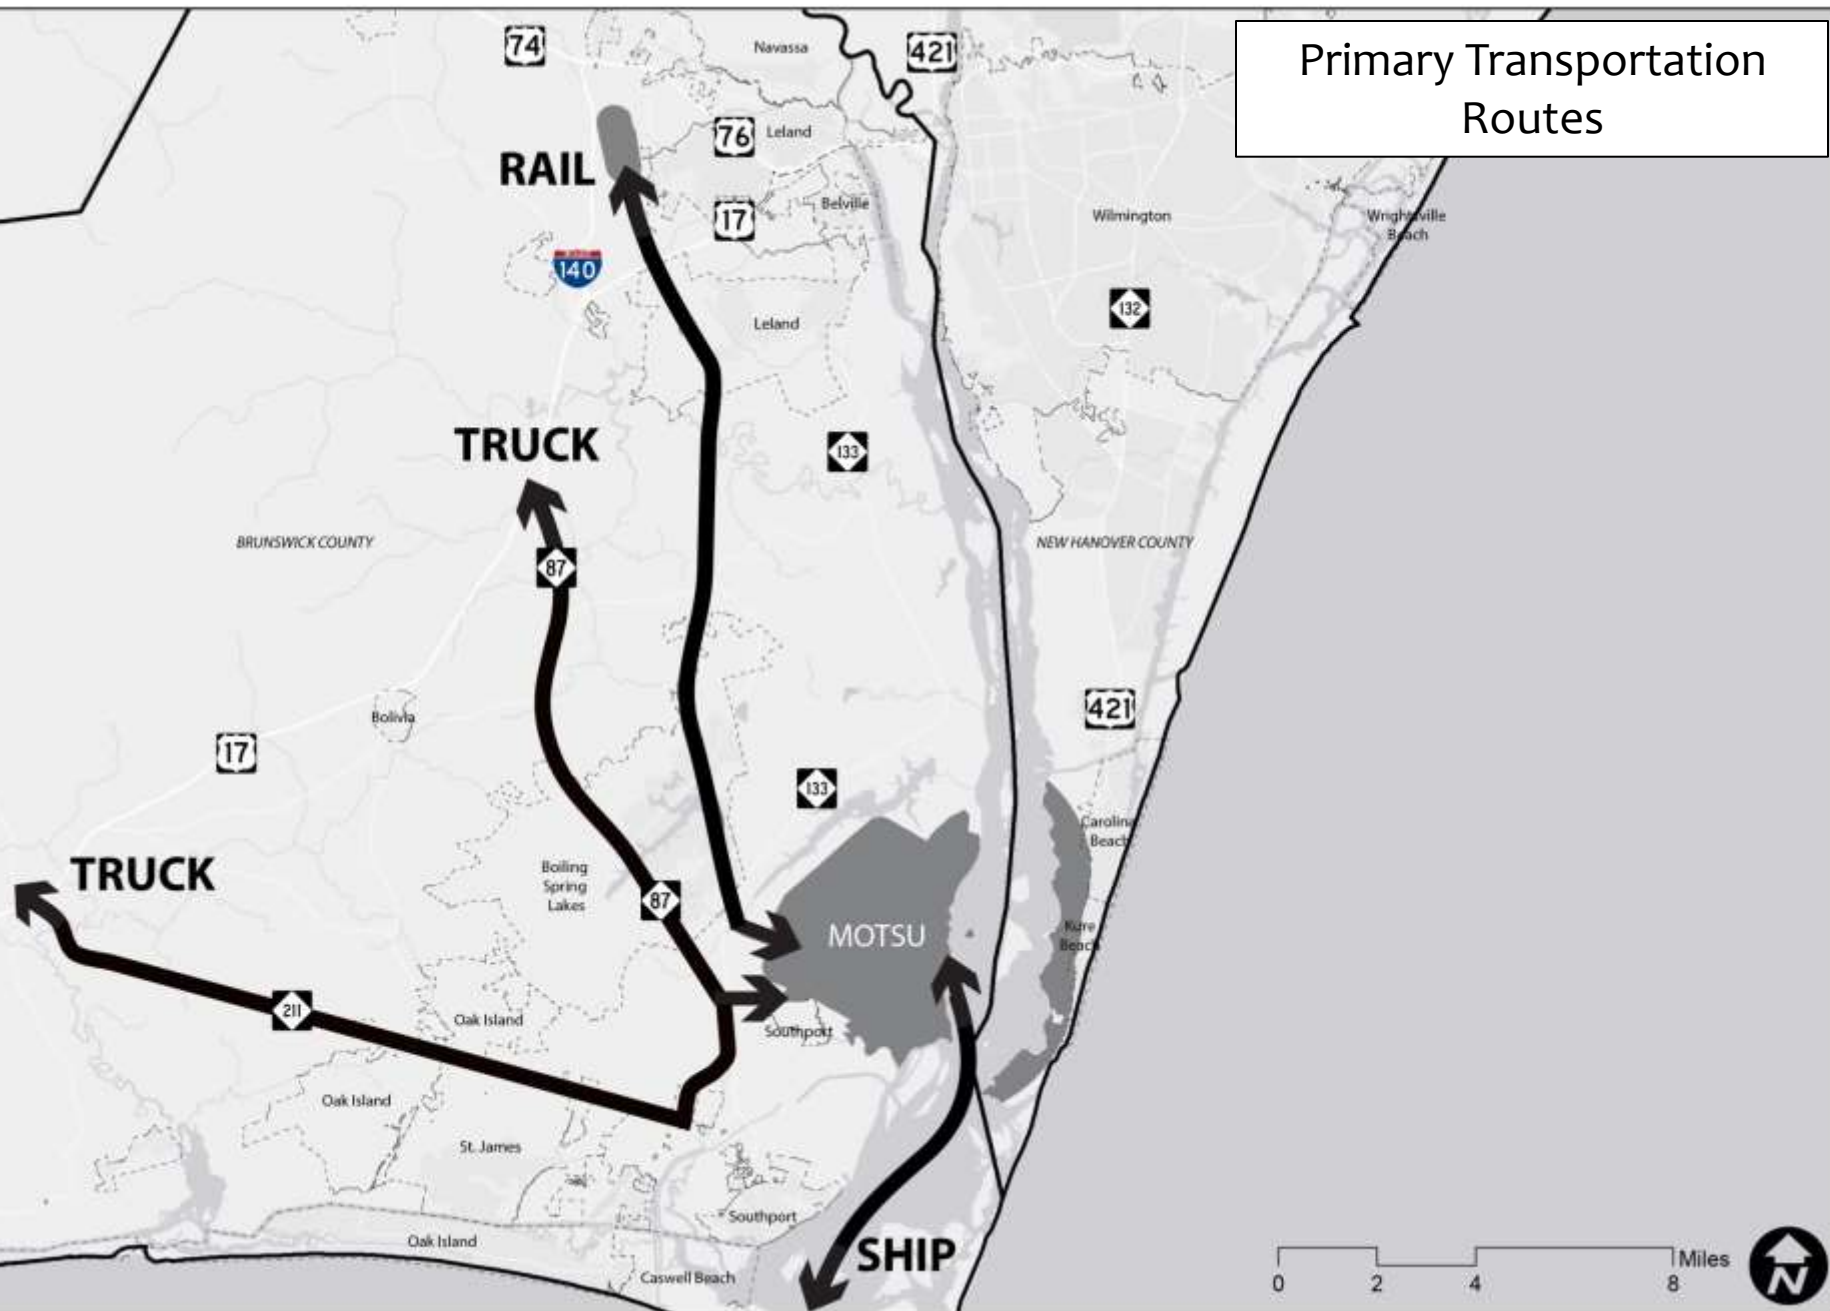 Primary Transportation
Routes
74
Navassa
421
76
Leland
RAIL
17
Belville
Wilmington
Wrightsville
Beach
140
132
Leland
TRUCK
133
BRUNSWICK COUNTY
NEW HANOVER COUNTY
87
Bolivia
421
17
133
Carolina
Beach
TRUCK
Boiling
Spring
Lakes
87
MOTSU
Kure
Beach
211
Oak Island
Southport
Oak Island
St. James
Southport
Oak Island
SHIP
Caswell Beach
Miles
0 2 4 8
N